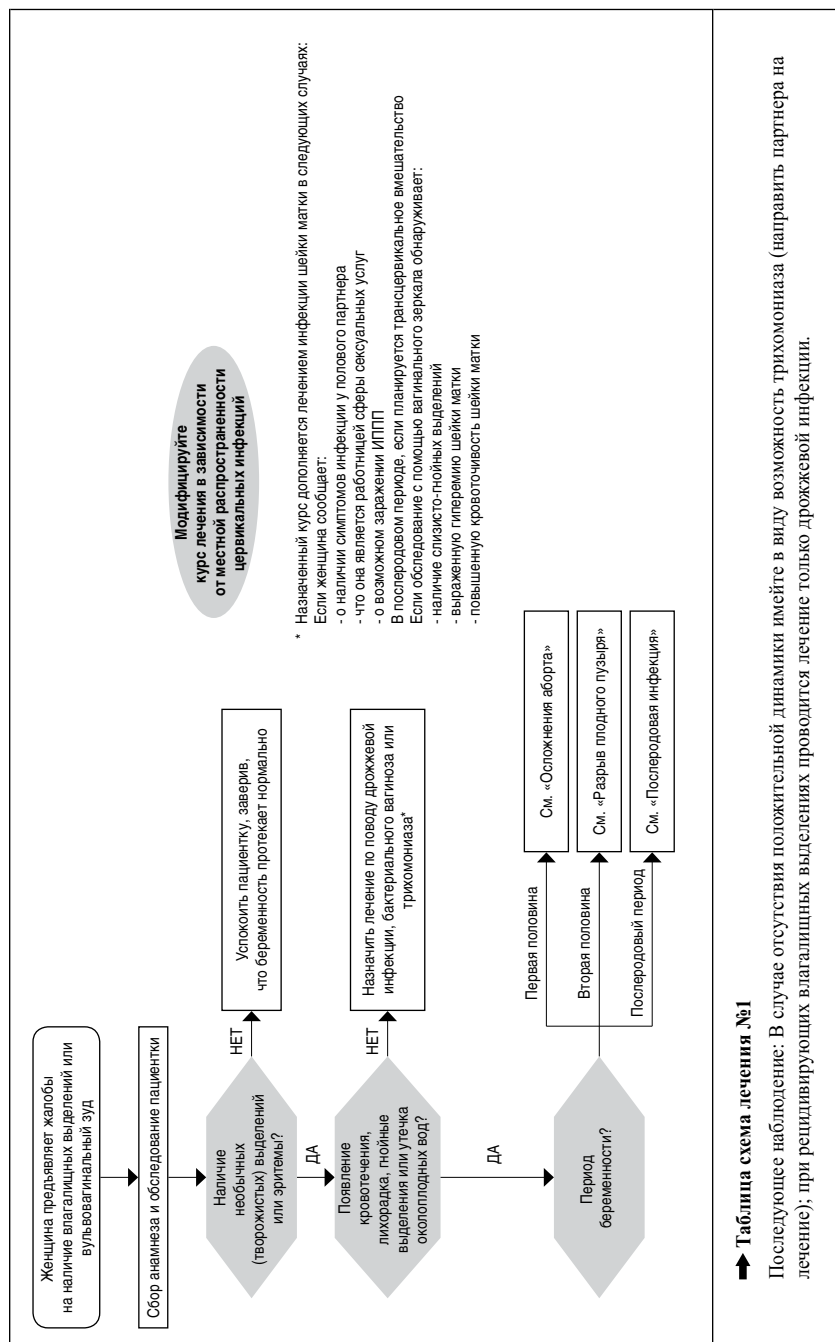 Женщина предъявляет жалобы
на наличие влагалищных выделений или
вульвовагинальный зуд
Сбор анамнеза и обследование пациентки
Наличие
необычных
(творожистых) выделений
или эритемы?
НЕТ
Успокоить пациентку, заверив,
что беременность протекает нормально
ДА
Появление
кровотечения,
лихорадка, гнойные
выделения или утечка
околоплодных вод?
НЕТ
Назначить лечение по поводу дрожжевой
инфекции, бактериального вагиноза или
трихомониаза*
ДА
Период
беременности?
Первая половина
См. «Осложнения аборта»
Вторая половина
См. «Разрыв плодного пузыря»
Послеродовый период
См. «Послеродовая инфекция»
Модифицируйте
курс лечения в зависимости
от местной распространенности
цервикальных инфекций
* Назначенный курс дополняется лечением инфекции шейки матки в следующих случаях:
Если женщина сообщает:
- о наличии симптомов инфекции у полового партнера
- что она является работницей сферы сексуальных услуг
- о возможном заражении ИППП
В послеродовом периоде, если планируется трансцервикальное вмешательство
Если обследование с помощью вагинального зеркала обнаруживает:
- наличие слизисто-гнойных выделений
- выраженную гиперемию шейки матки
- повышенную кровоточивость шейки матки
➡ Таблица схема лечения №1
Последующее наблюдение: В случае отсутствия положительной динамики имейте в виду возможность трихомониаза (направить партнера на
лечение); при рецидивирующих влагалищных выделениях проводится лечение только дрожжевой инфекции.